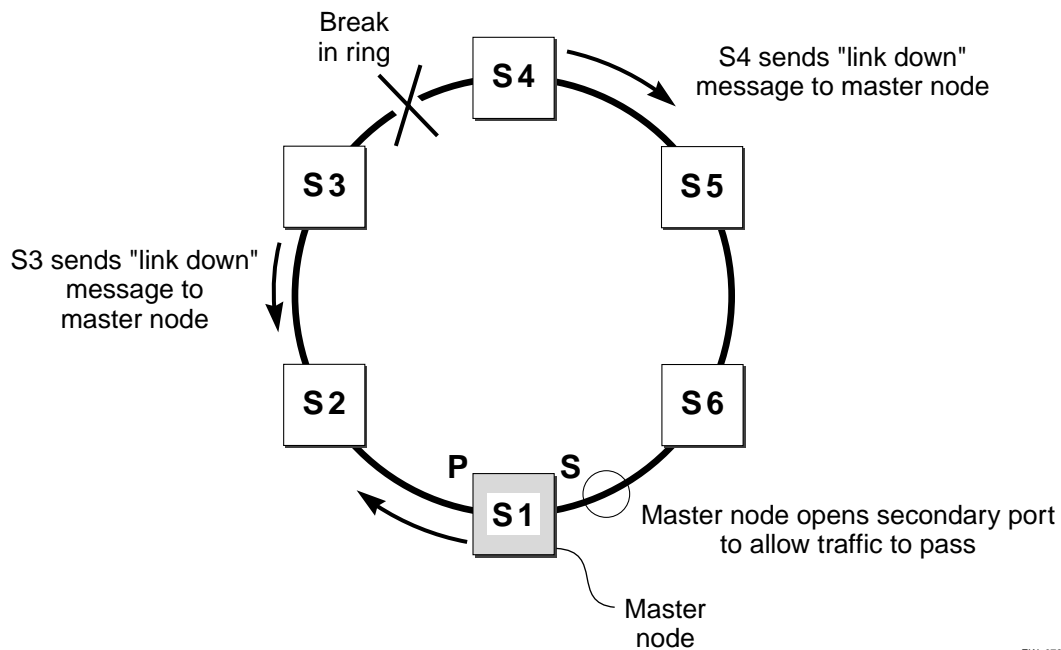 Break
in ring
S4
S4 sends "link down"
message to master node
S3
S5
S3 sends "link down"
message to
master node
S2
S6
P
S
S1
Master node opens secondary port
to allow traffic to pass
Master
node